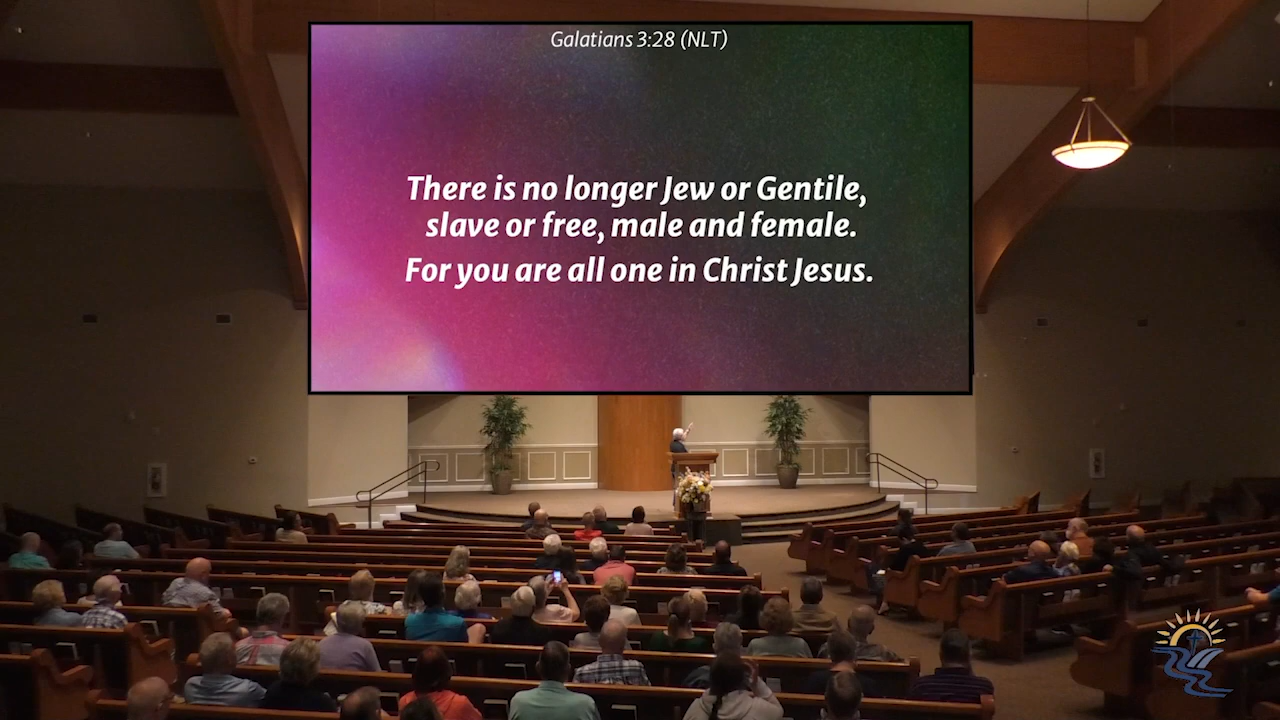 Galatians 3:28 (NLT)
There is no longer Jew or Gentile,
slave or free, male and female.
For you are all one in Christ Jesus.